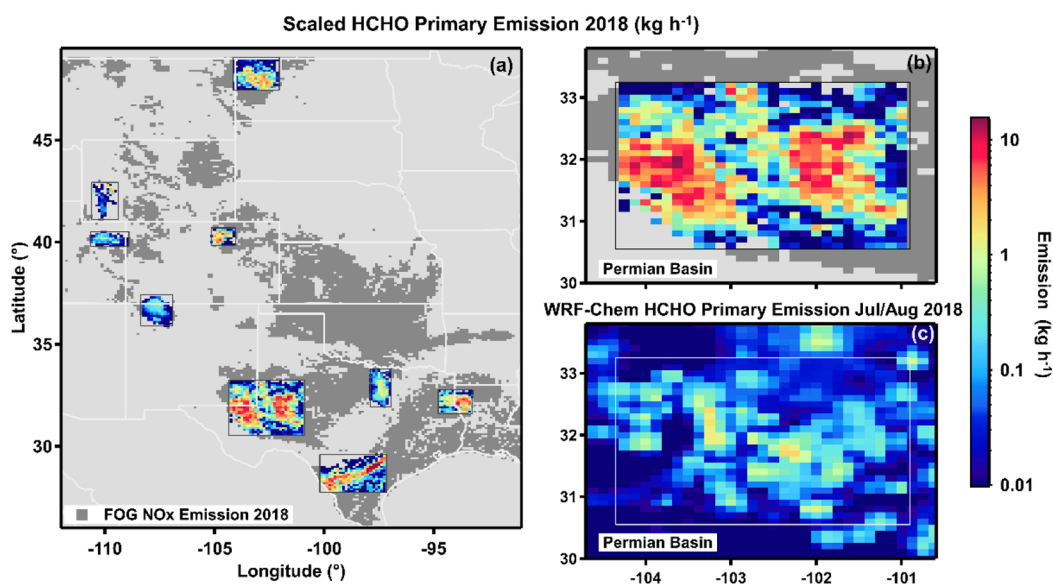 Scaled HCHO Primary Emission 2018 (kg h⁻¹)
(a)
45
40
35
30
Latitude (°)
FOG NOx Emission 2018
-110
-105
-100
-95
Longitude (°)
(b)
33
32
31
30
Permian Basin
WRF-Chem HCHO Primary Emission Jul/Aug 2018
(c)
33
32
31
30
Permian Basin
-104
-103
-102
-101
10
1
0.1
0.01
Emission (kg h⁻¹)